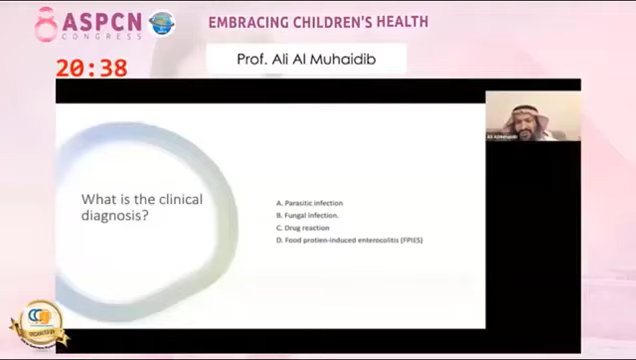 ASPCN
CONGRESS
EMBRACING CHILDREN'S HEALTH
20:38
Prof. Ali Al Muhaidib
What is the clinical
diagnosis?
A. Parasitic infection
B. Fungal infection.
C. Drug reaction
D. Food protien-induced enterocolitis (FPIES)